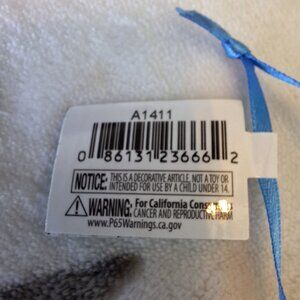 A1411
0 86131 23666 2
NOTICE: THIS IS A DECORATIVE ARTICLE, NOT A TOY OR
INTENDED FOR USE BY A CHILD UNDER 14.
WARNING: For California
CANCER AND REPRODUCTIVE HARM
www.P65Warnings.ca.gov